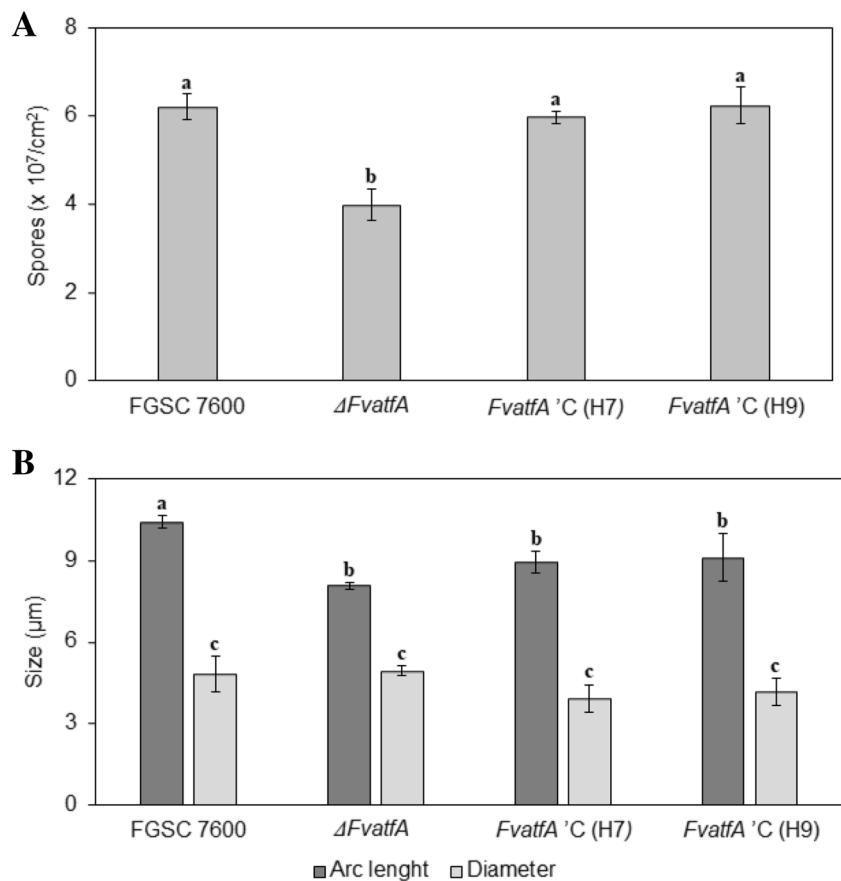 A
8
a
a
a
6
b
4
2
0
Spores (x 10⁷/cm²)
FGSC 7600 ΔFvatfA FvatfA ’C (H7) FvatfA ’C (H9)
B
12
a
b
b
b
9
6
c
c
c
c
3
0
Size (µm)
FGSC 7600 ΔFvatfA FvatfA ’C (H7) FvatfA ’C (H9)
Arc lenght Diameter